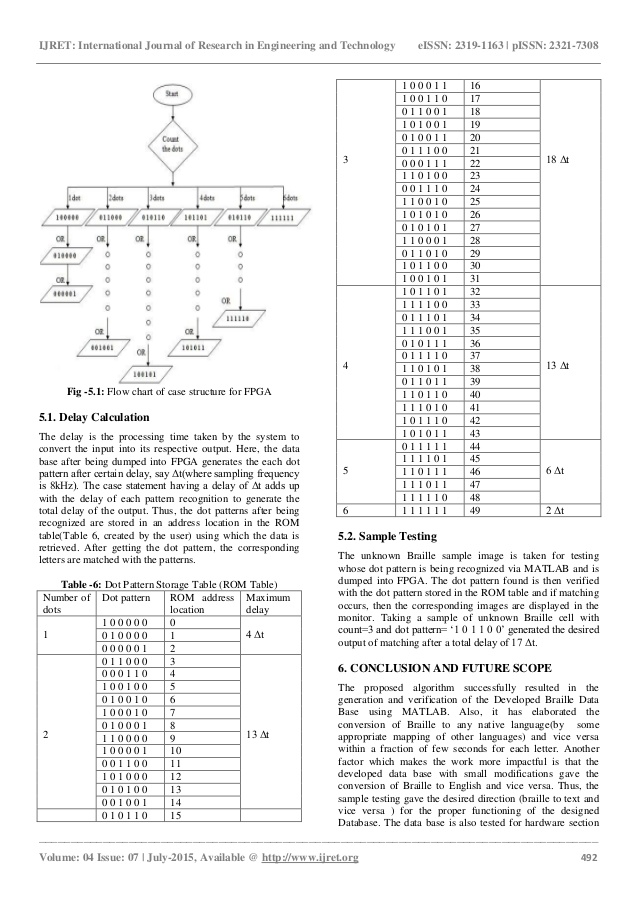 IJRET: International Journal of Research in Engineering and Technology eISSN: 2319-1163 | pISSN: 2321-7308
Start
Count
the dots
1dot 2dots 3dots 4dots 5dots 6dots
100000 011000 010110 101101 010110 111111
OR OR OR OR OR
010000
OR
000001
OR
111110
OR OR
001001 101011
OR
100101
Fig -5.1: Flow chart of case structure for FPGA
5.1. Delay Calculation
The delay is the processing time taken by the system to
convert the input into its respective output. Here, the data
base after being dumped into FPGA generates the each dot
pattern after certain delay, say Δt(where sampling frequency
is 8kHz). The case statement having a delay of Δt adds up
with the delay of each pattern recognition to generate the
total delay of the output. Thus, the dot patterns after being
recognized are stored in an address location in the ROM
table(Table 6, created by the user) using which the data is
retrieved. After getting the dot pattern, the corresponding
letters are matched with the patterns.
Table -6: Dot Pattern Storage Table (ROM Table)
Number of Dot pattern ROM address Maximum
dots location delay
1 0 0 0 0 0 0
1 0 1 0 0 0 0 1 4 Δt
0 0 0 0 0 1 2
0 1 1 0 0 0 3
0 0 0 1 1 0 4
1 0 0 1 0 0 5
0 1 0 0 1 0 6
1 0 0 0 1 0 7
0 1 0 0 0 1 8
2 1 1 0 0 0 0 9 13 Δt
1 0 0 0 0 1 10
0 0 1 1 0 0 11
1 0 1 0 0 0 12
0 1 0 1 0 0 13
0 0 1 0 0 1 14
0 1 0 1 1 0 15
1 0 0 0 1 1 16
1 0 0 1 1 0 17
0 1 1 0 0 1 18
1 0 1 0 0 1 19
0 1 0 0 1 1 20
0 1 1 1 0 0 21
3 0 0 0 1 1 1 22 18 Δt
1 1 0 1 0 0 23
0 0 1 1 1 0 24
1 1 0 0 1 0 25
1 0 1 0 1 0 26
0 1 0 1 0 1 27
1 1 0 0 0 1 28
0 1 1 0 1 0 29
1 0 1 1 0 0 30
1 0 0 1 0 1 31
1 0 1 1 0 1 32
1 1 1 1 0 0 33
0 1 1 1 0 1 34
1 1 1 0 0 1 35
0 1 0 1 1 1 36
0 1 1 1 1 0 37
4 1 1 0 1 0 1 38 13 Δt
0 1 1 0 1 1 39
1 1 0 1 1 0 40
1 1 1 0 1 0 41
1 0 1 1 1 0 42
1 0 1 0 1 1 43
0 1 1 1 1 1 44
1 1 1 1 0 1 45
5 1 1 0 1 1 1 46 6 Δt
1 1 1 0 1 1 47
1 1 1 1 1 0 48
6 1 1 1 1 1 1 49 2 Δt
5.2. Sample Testing
The unknown Braille sample image is taken for testing
whose dot pattern is being recognized via MATLAB and is
dumped into FPGA. The dot pattern found is then verified
with the dot pattern stored in the ROM table and if matching
occurs, then the corresponding images are displayed in the
monitor. Taking a sample of unknown Braille cell with
count=3 and dot pattern= ‘1 0 1 1 0 0’ generated the desired
output of matching after a total delay of 17 Δt.
6. CONCLUSION AND FUTURE SCOPE
The proposed algorithm successfully resulted in the
generation and verification of the Developed Braille Data
Base using MATLAB. Also, it has elaborated the
conversion of Braille to any native language(by some
appropriate mapping of other languages) and vice versa
within a fraction of few seconds for each letter. Another
factor which makes the work more impactful is that the
developed data base with small modifications gave the
conversion of Braille to English and vice versa. Thus, the
sample testing gave the desired direction (braille to text and
vice versa ) for the proper functioning of the designed
Database. The data base is also tested for hardware section
Volume: 04 Issue: 07 | July-2015, Available @ http://www.ijret.org 492